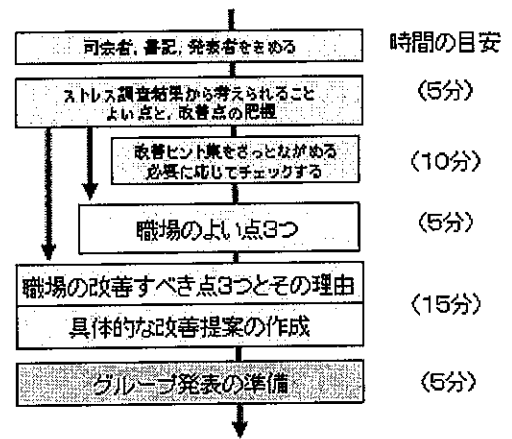 時間の目安
司会者,書記,発表者をきめる
ストレス調査結果から考えられること
よい点と,改善点の把握
(5分)
改善ヒント集をざっとながめる
必要に応じてチェックする
(10分)
職場のよい点3つ
(5分)
職場の改善すべき点3つとその理由
具体的な改善提案の作成
(15分)
グループ発表の準備
(5分)